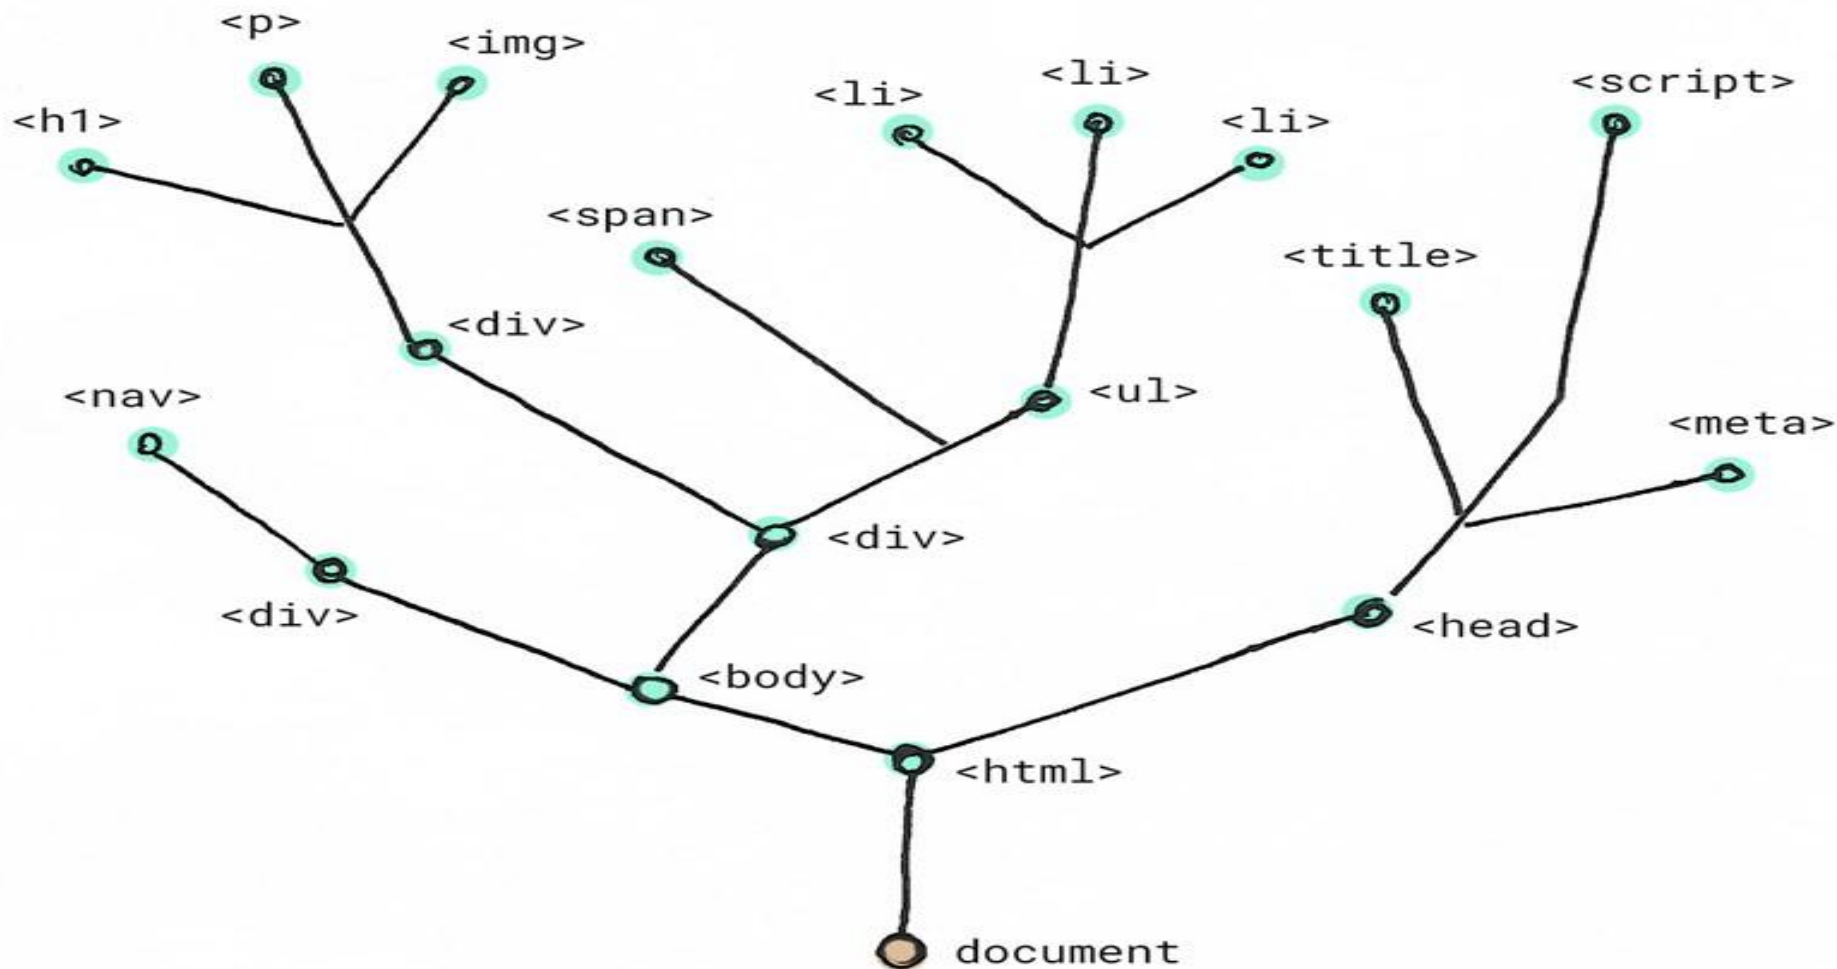 <p>
<img>
<li>
<li>
<script>
<h1>
<li>
<span>
<title>
<div>
<nav>
<ul>
<meta>
<div>
<div>
<head>
<body>
<html>
document